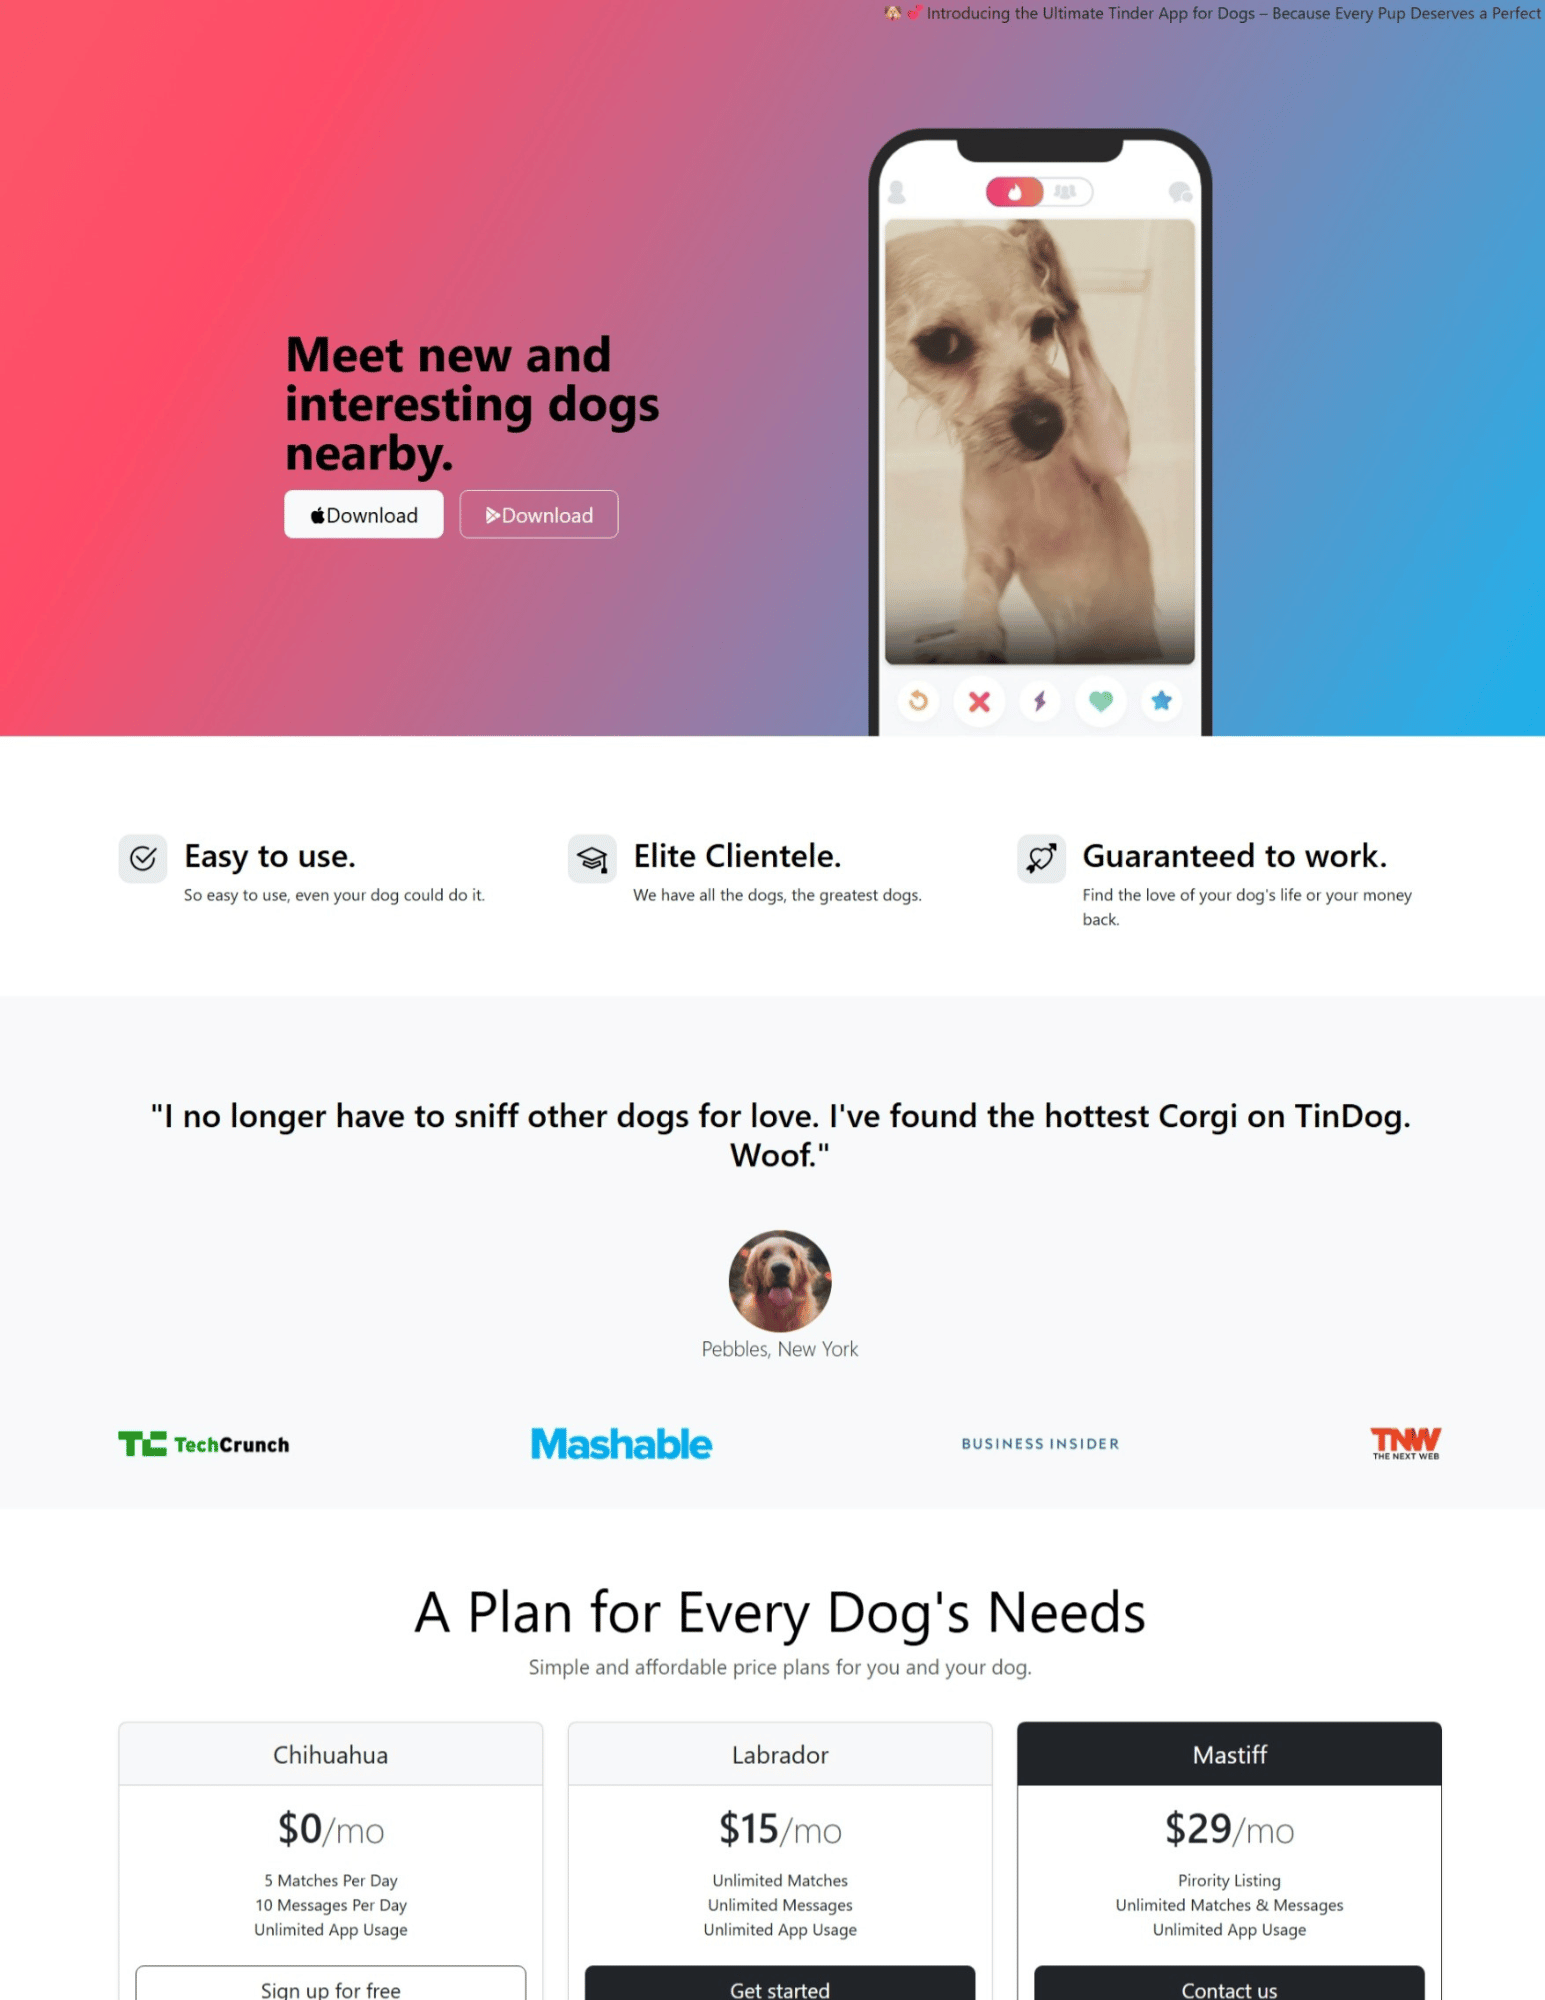 🐶 💕 Introducing the Ultimate Tinder App for Dogs – Because Every Pup Deserves a Perfect
Meet new and
interesting dogs
nearby.
Download Download
Easy to use.
So easy to use, even your dog could do it.
Elite Clientele.
We have all the dogs, the greatest dogs.
Guaranteed to work.
Find the love of your dog's life or your money
back.
"I no longer have to sniff other dogs for love. I've found the hottest Corgi on TinDog.
Woof."
Pebbles, New York
TC TechCrunch
Mashable
BUSINESS INSIDER
TNW
THE NEXT WEB
A Plan for Every Dog's Needs
Simple and affordable price plans for you and your dog.
Chihuahua
$0/mo
5 Matches Per Day
10 Messages Per Day
Unlimited App Usage
Sign up for free
Labrador
$15/mo
Unlimited Matches
Unlimited Messages
Unlimited App Usage
Get started
Mastiff
$29/mo
Pirority Listing
Unlimited Matches & Messages
Unlimited App Usage
Contact us